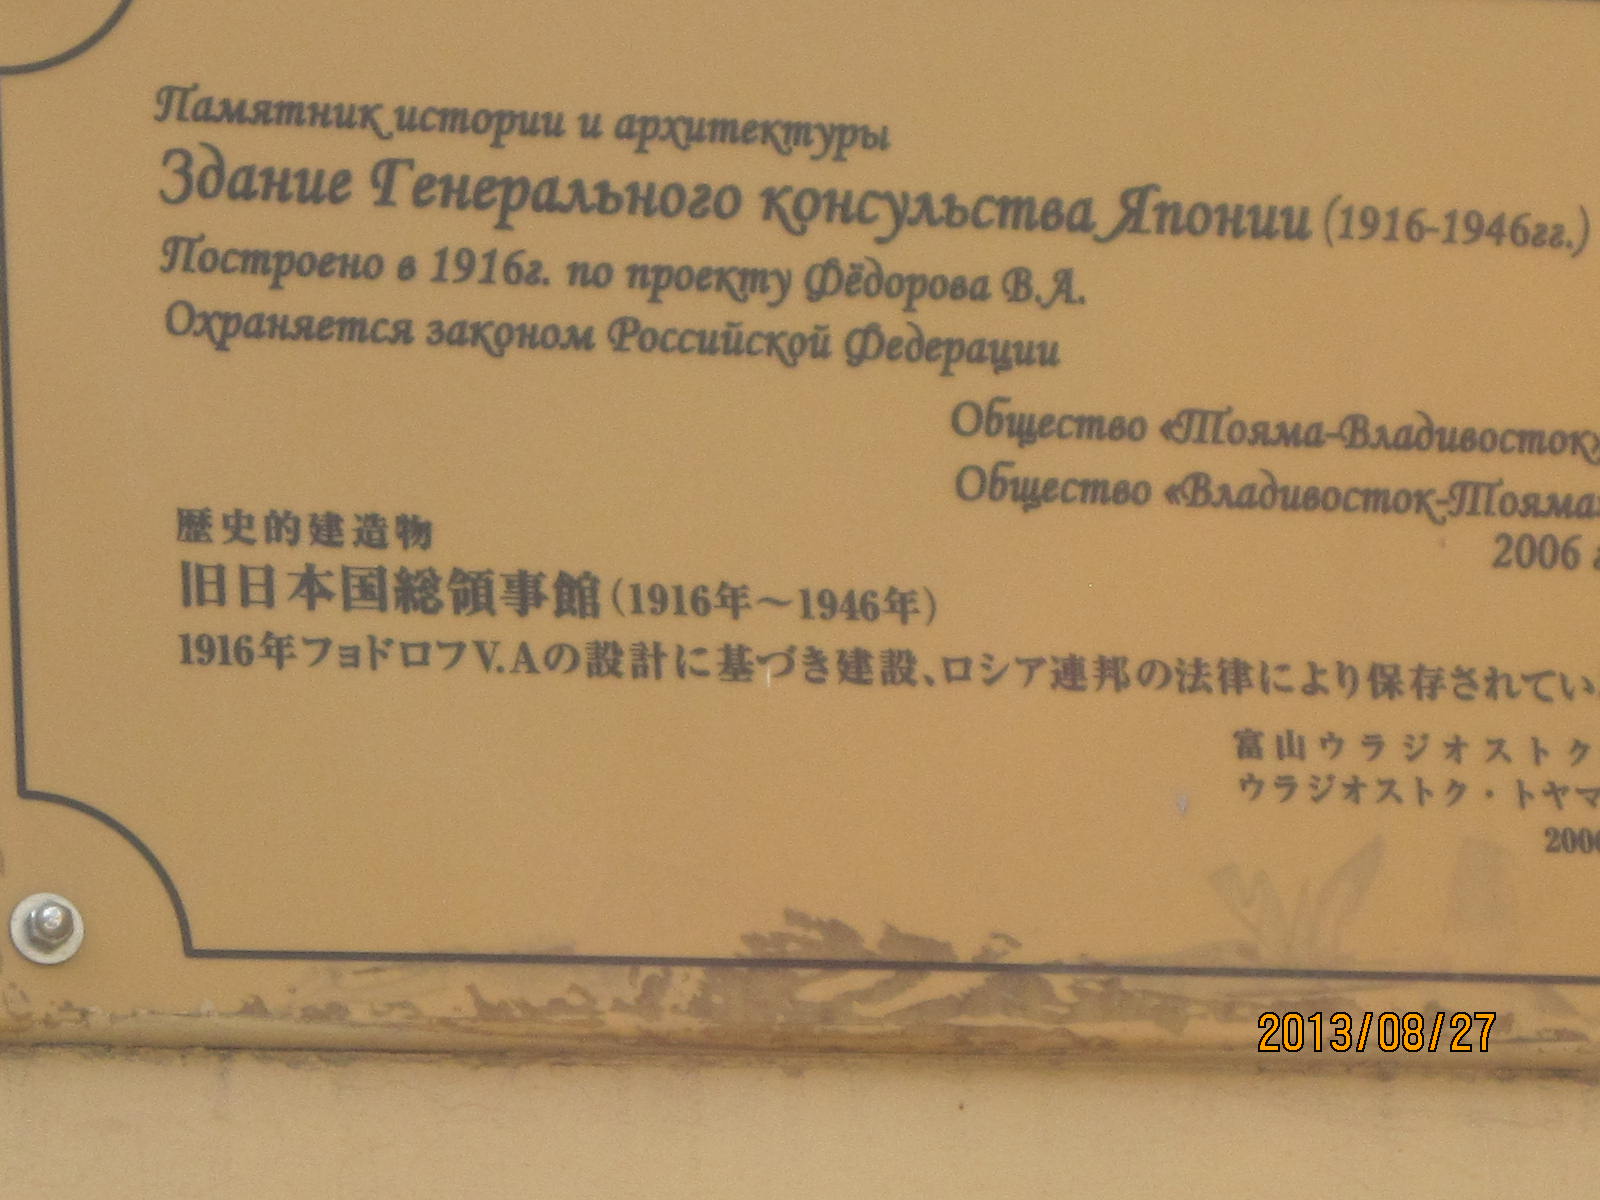 Памятник истории и архитектуры
Здание Генерального консульства Японии (1916-1946гг.)
Построено в 1916г. по проекту Фёдорова В.А.
Охраняется законом Российской Федерации
Общество «Тояма-Владивосток»
Общество «Владивосток-Тояма»
2006 г
歴史的建造物
旧日本国総領事館(1916年～1946年)
1916年フョドロフV.Aの設計に基づき建設、ロシア連邦の法律により保存されてい
富山ウラジオストク
ウラジオストク・トヤマ
2006
2013/08/27